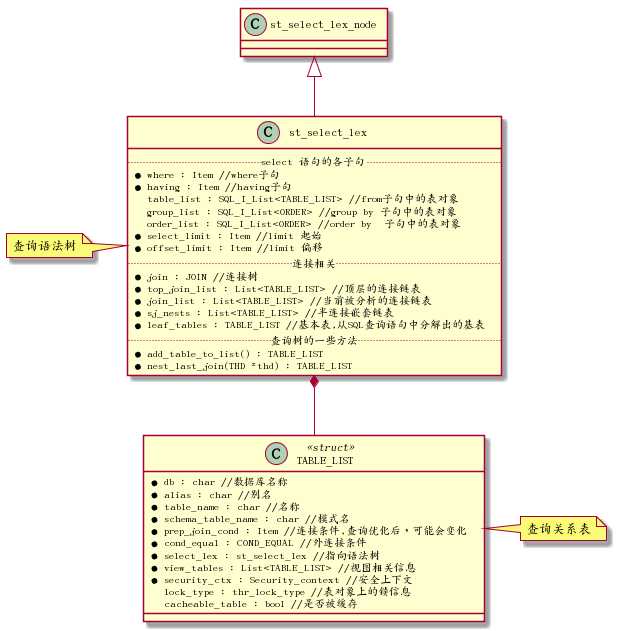 C st_select_lex_node
C st_select_lex
select 语句的各子句
where : Item //where子句
having : Item //having子句
table_list : SQL_I_List<TABLE_LIST> //from子句中的表对象
group_list : SQL_I_List<ORDER> //group by 子句中的表对象
order_list : SQL_I_List<ORDER> //order by  子句中的表对象
select_limit : Item //limit 起始
offset_limit : Item //limit 偏移
查询语法树
连接相关
join : JOIN //连接树
top_join_list : List<TABLE_LIST> //顶层的连接链表
join_list : List<TABLE_LIST> //当前被分析的连接链表
sj_nests : List<TABLE_LIST> //半连接嵌套链表
leaf_tables : TABLE_LIST //基本表,从SQL查询语句中分解出的基表
查询树的一些方法
add_table_to_list() : TABLE_LIST
nest_last_join(THD *thd) : TABLE_LIST
C «struct»
TABLE_LIST
db : char //数据库名称
alias : char //别名
table_name : char //名称
schema_table_name : char //模式名
prep_join_cond : Item //连接条件,查询优化后，可能会变化
cond_equal : COND_EQUAL //外连接条件
select_lex : st_select_lex //指向语法树
view_tables : List<TABLE_LIST> //视图相关信息
security_ctx : Security_context //安全上下文
lock_type : thr_lock_type //表对象上的锁信息
cacheable_table : bool //是否被缓存
查询关系表